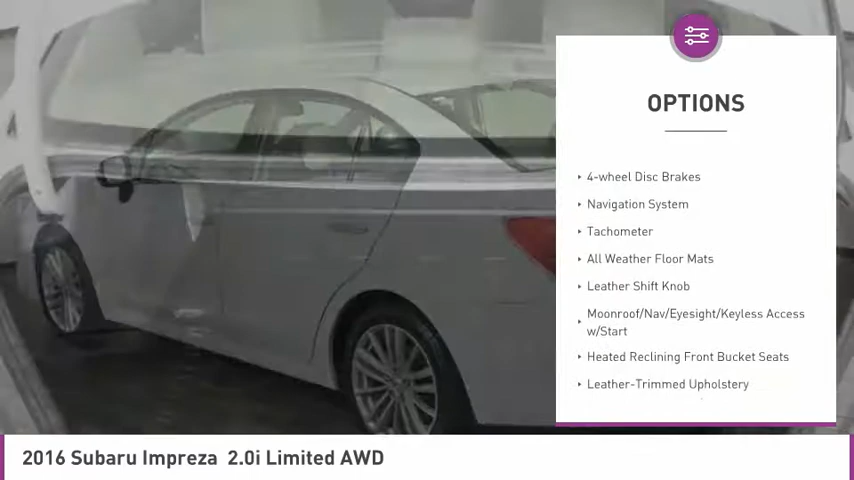 OPTIONS
4-wheel Disc Brakes
Navigation System
Tachometer
All Weather Floor Mats
Leather Shift Knob
Moonroof/Nav/Eyesight/Keyless Access
w/Start
Heated Reclining Front Bucket Seats
Leather-Trimmed Upholstery
2016 Subaru Impreza 2.0i Limited AWD